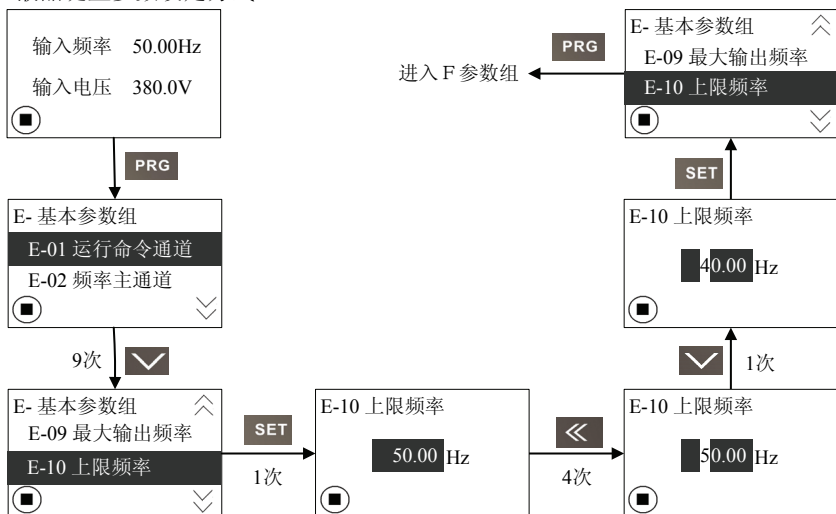 输入频率 50.00Hz
输入电压 380.0V
PRG
E- 基本参数组
E-01 运行命令通道
E-02 频率主通道
9次
E- 基本参数组
E-09 最大输出频率
E-10 上限频率
SET
1次
E-10 上限频率
50.00 Hz
4次
E-10 上限频率
50.00 Hz
1次
E-10 上限频率
40.00 Hz
SET
E- 基本参数组
E-09 最大输出频率
E-10 上限频率
PRG
进入F参数组